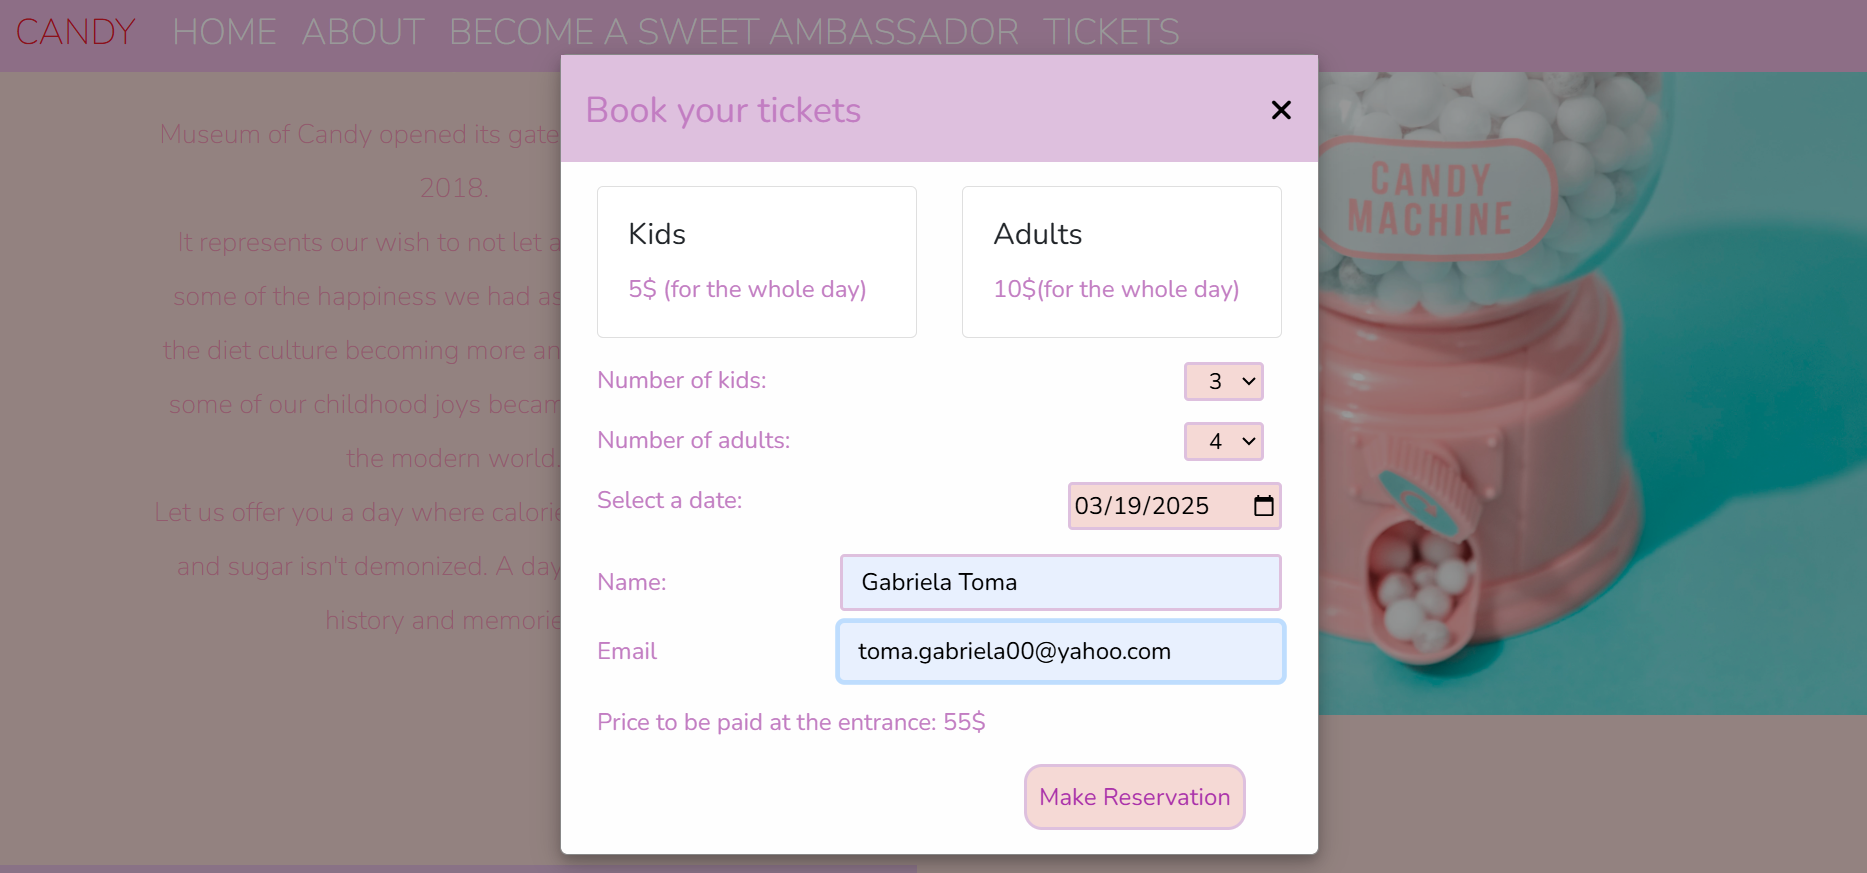 CANDY HOME ABOUT BECOME A SWEET AMBASSADOR TICKETS
Book your tickets
Museum of Candy opened its gate
2018.
It represents our wish to not let a
some of the happiness we had as
the diet culture becoming more an
some of our childhood joys becam
the modern world.
Let us offer you a day where calorie
and sugar isn't demonized. A day
history and memorie
CANDY
MACHINE
Kids
5$ (for the whole day)
Adults
10$(for the whole day)
Number of kids: 3
Number of adults: 4
Select a date: 03/19/2025
Name: Gabriela Toma
Email toma.gabriela00@yahoo.com
Price to be paid at the entrance: 55$
Make Reservation